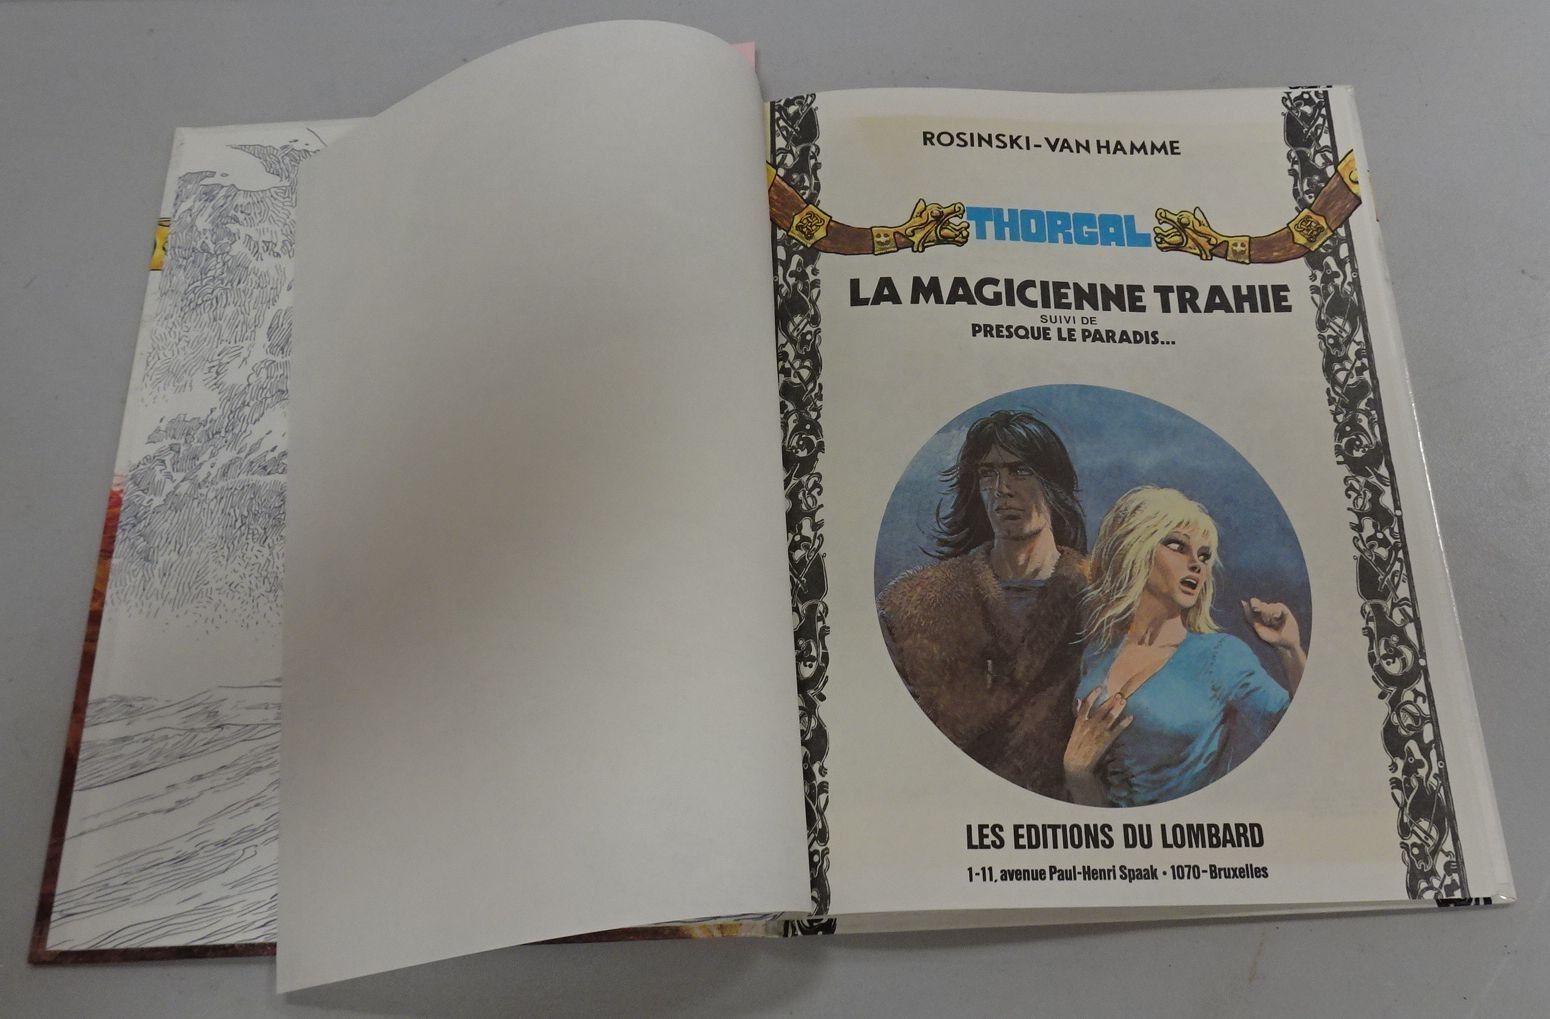 ROSINSKI-VAN HAMME
THORGAL
LA MAGICIENNE TRAHIE
SUIVI DE
PRESQUE LE PARADIS...
LES EDITIONS DU LOMBARD
1-11, avenue Paul-Henri Spaak • 1070-Bruxelles